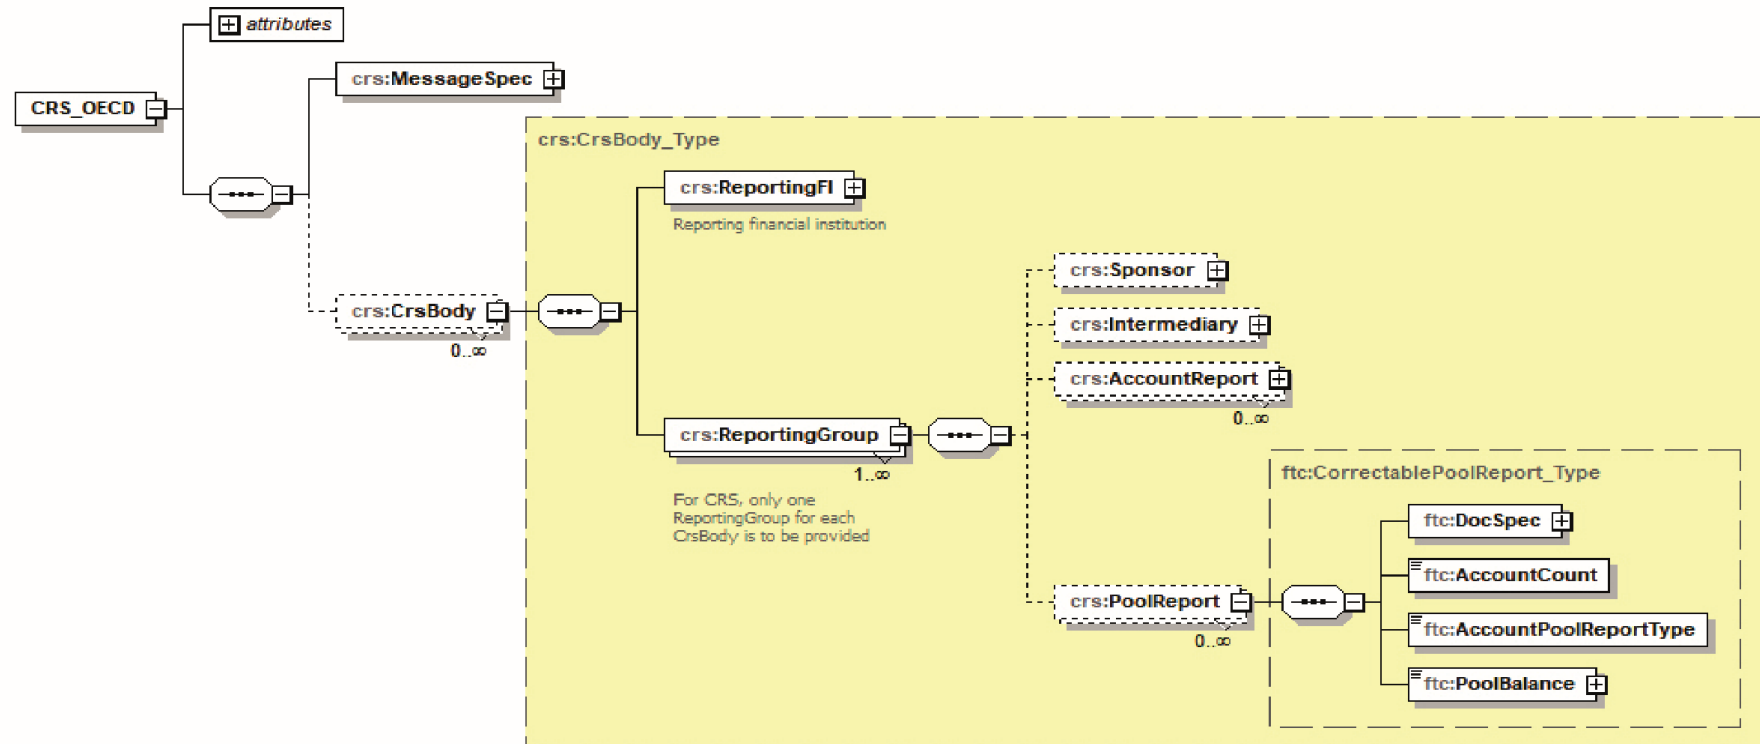 attributes
crs:MessageSpec
CRS_OECD
crs:CrsBody_Type
crs:ReportingFI
Reporting financial institution
crs:Sponsor
crs:CrsBody
0..∞
crs:Intermediary
crs:AccountReport
0..∞
crs:ReportingGroup
1..∞
For CRS, only one
ReportingGroup for each
CrsBody is to be provided
ftc:CorrectablePoolReport_Type
ftc:DocSpec
ftc:AccountCount
crs:PoolReport
0..∞
ftc:AccountPoolReportType
ftc:PoolBalance